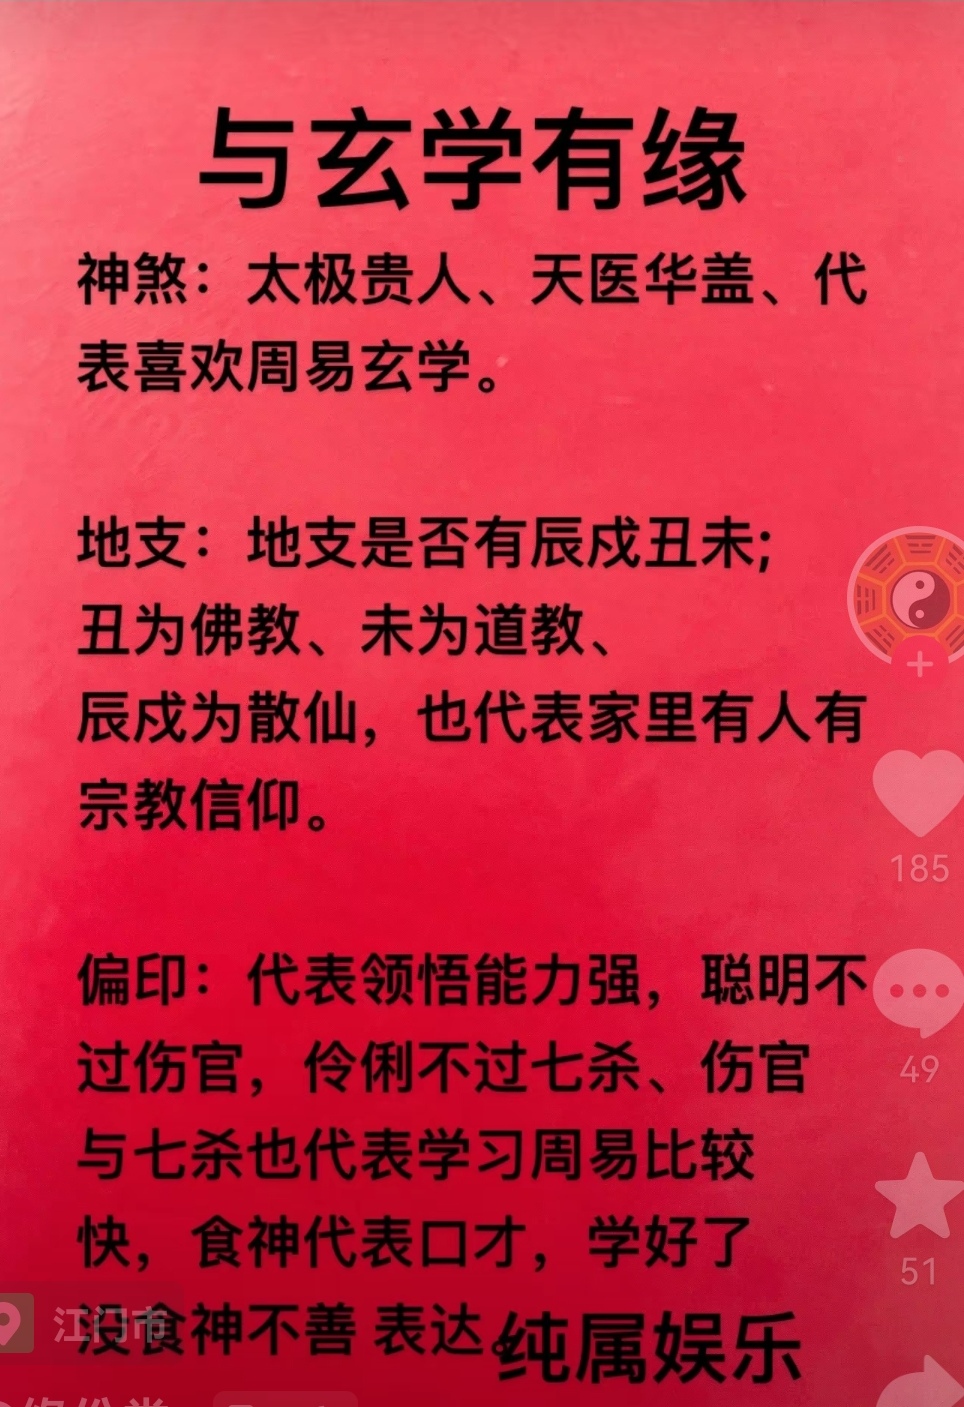 与玄学有缘
神煞：太极贵人、天医华盖、代
表喜欢周易玄学。
地支：地支是否有辰戌丑未；
丑为佛教、未为道教、
辰戌为散仙，也代表家里有人有
宗教信仰。
偏印：代表领悟能力强，聪明不
过伤官，伶俐不过七杀、伤官
与七杀也代表学习周易比较
快，食神代表口才，学好了
没食神不善 表达。
纯属娱乐
185
49
51
江门市